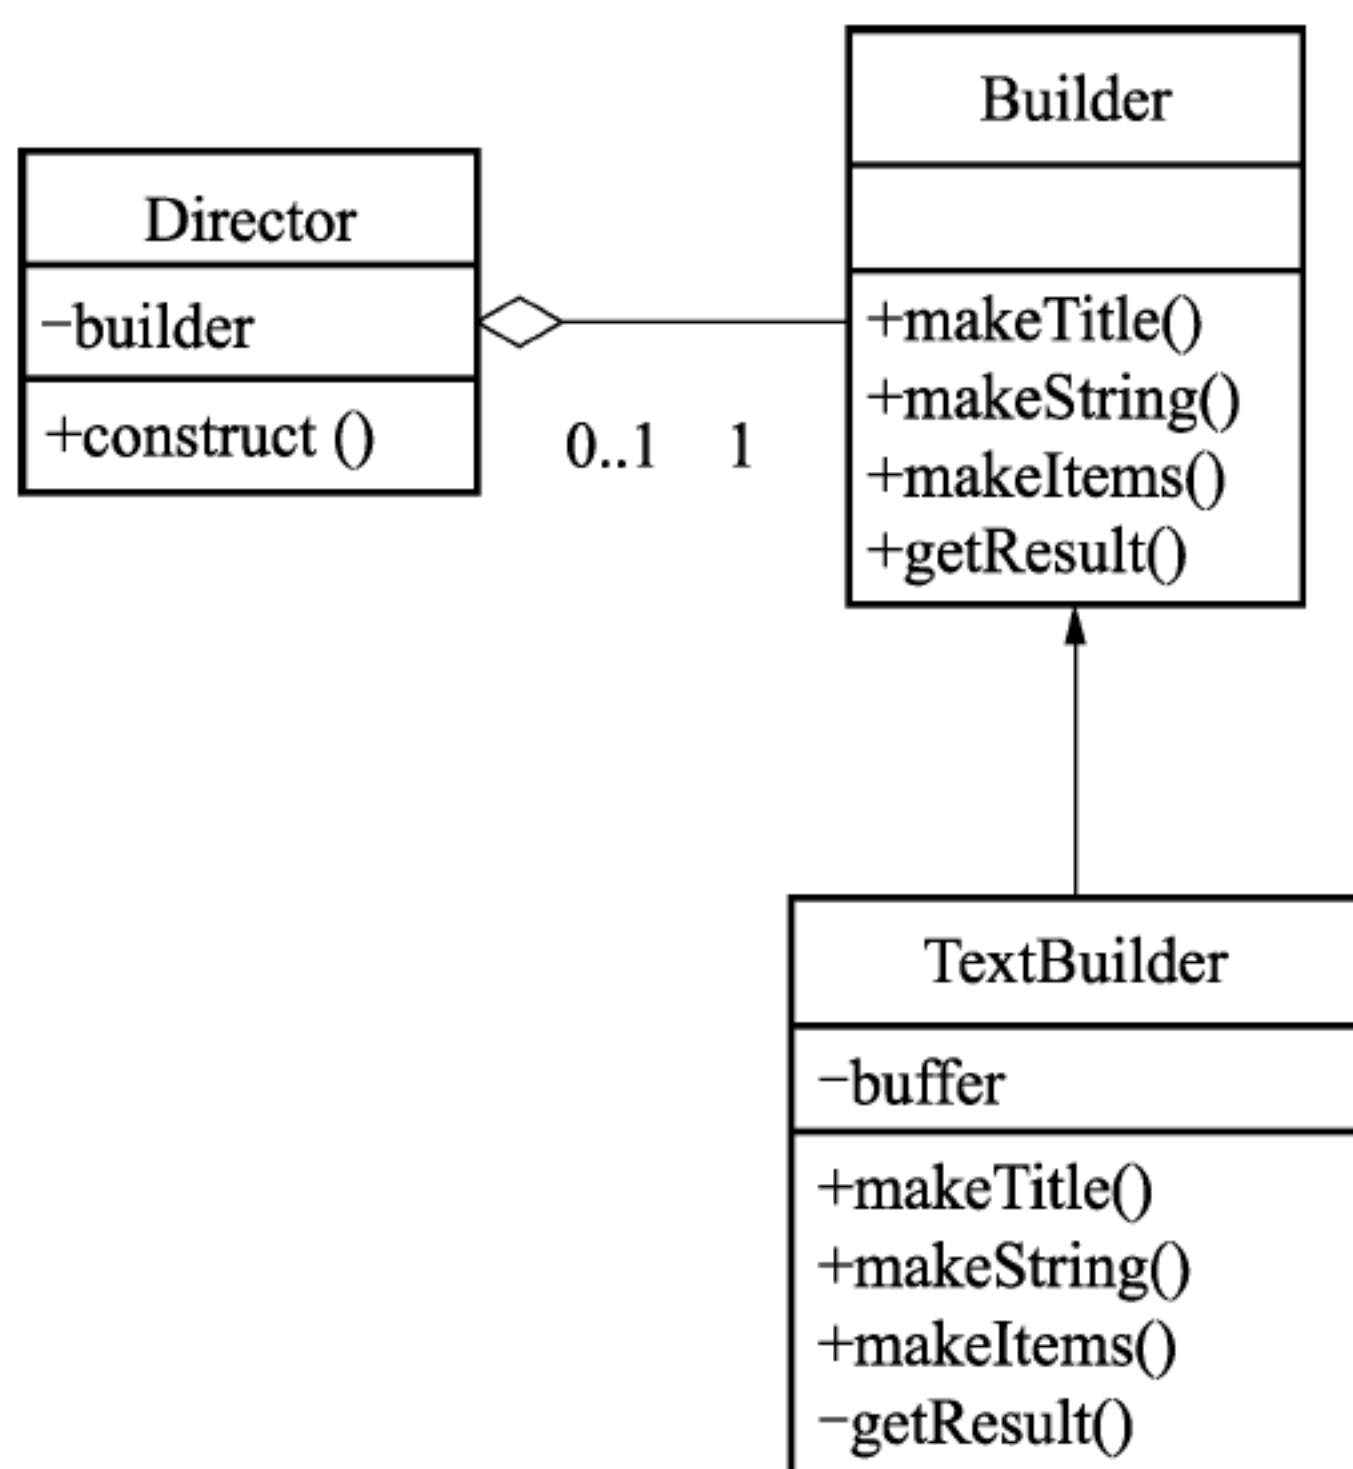 Builder
Director
−builder
+construct ()
0..1 1
+makeTitle()
+makeString()
+makeItems()
+getResult()
TextBuilder
−buffer
+makeTitle()
+makeString()
+makeItems()
−getResult()